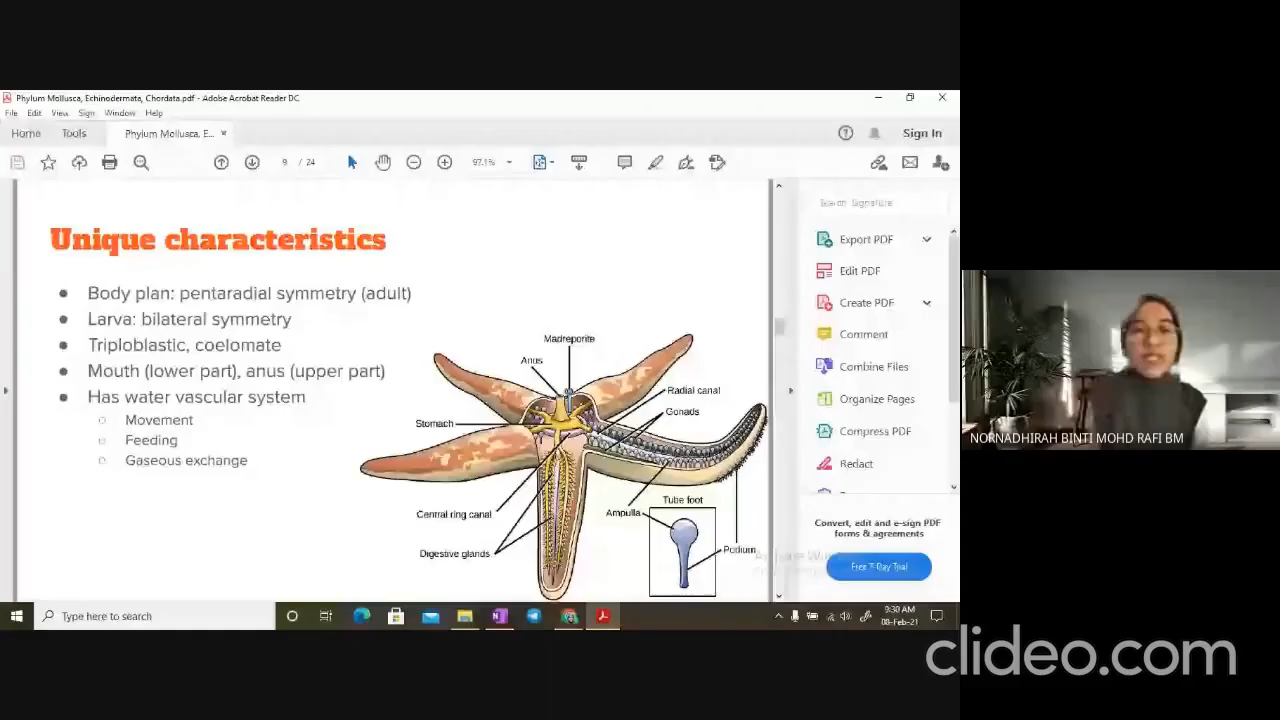 Phylum Mollusca, Echinodermata, Chordata.pdf - Adobe Acrobat Reader DC
File Edit View Sign Window Help
Home Tools Phylum Mollusca, E... × Sign In
9 / 24 97.1%
Unique characteristics
Body plan: pentaradial symmetry (adult)
Larva: bilateral symmetry
Triploblastic, coelomate
Mouth (lower part), anus (upper part)
Has water vascular system
Movement
Feeding
Gaseous exchange
Madreporite
Anus
Radial canal
Gonads
Stomach
Central ring canal
Digestive glands
Ampulla
Tube foot
Podium
Search Signature
Export PDF
Edit PDF
Create PDF
Comment
Combine Files
Organize Pages
Compress PDF
Redact
Convert, edit and e-sign PDF
forms & agreements
Free 7-Day Trial
NORNADHIRAH BINTI MOHD RAFI BM
Type here to search
9:30 AM
08-Feb-21
clideo.com